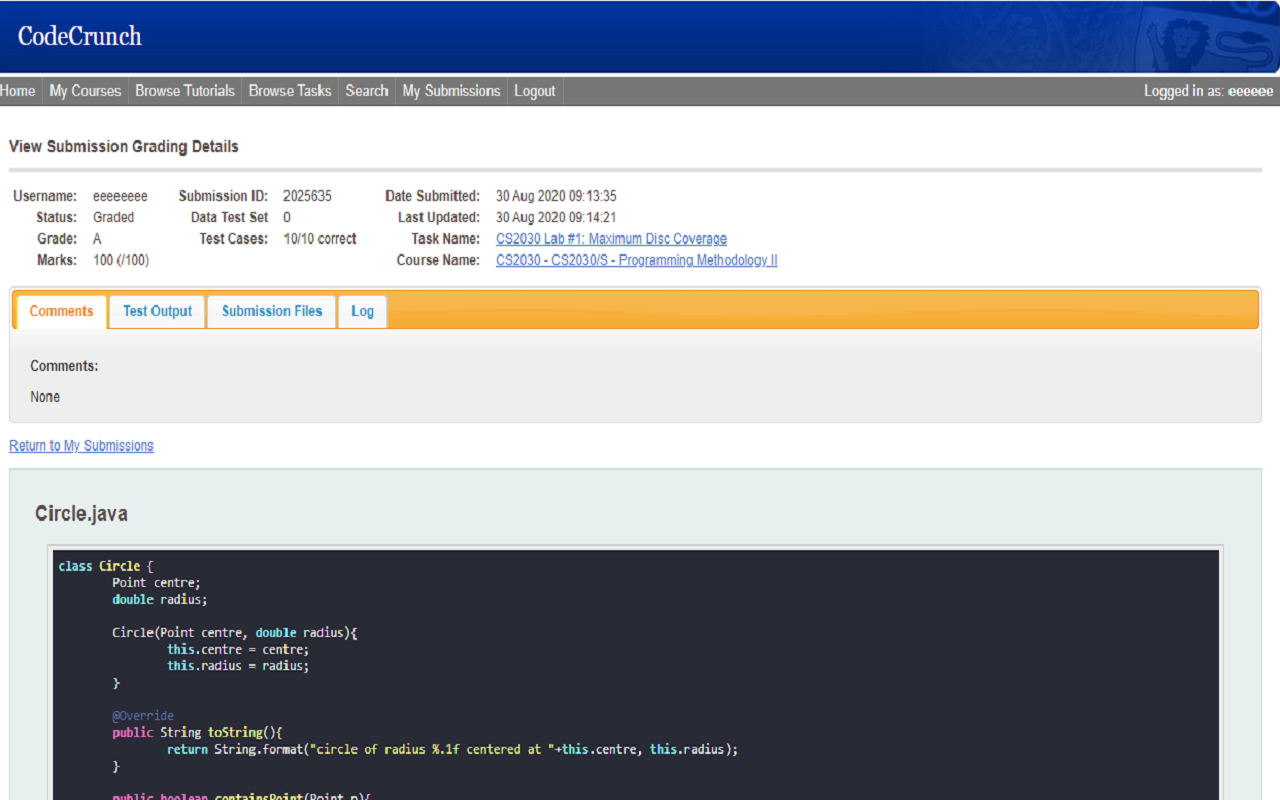 CodeCrunch
Home My Courses Browse Tutorials Browse Tasks Search My Submissions Logout Logged in as: eeeeee
View Submission Grading Details
Username: eeeeeeee Submission ID: 2025635 Date Submitted: 30 Aug 2020 09:13:35
Status: Graded Data Test Set 0 Last Updated: 30 Aug 2020 09:14:21
Grade: A Test Cases: 10/10 correct Task Name: CS2030 Lab #1: Maximum Disc Coverage
Marks: 100 (/100) Course Name: CS2030 - CS2030/S - Programming Methodology II
Comments Test Output Submission Files Log
Comments:
None
Return to My Submissions
Circle.java
class Circle {
Point centre;
double radius;
Circle(Point centre, double radius){
this.centre = centre;
this.radius = radius;
}
@Override
public String toString(){
return String.format("circle of radius %.1f centered at "+this.centre, this.radius);
}
public boolean containsPoint(Point p){